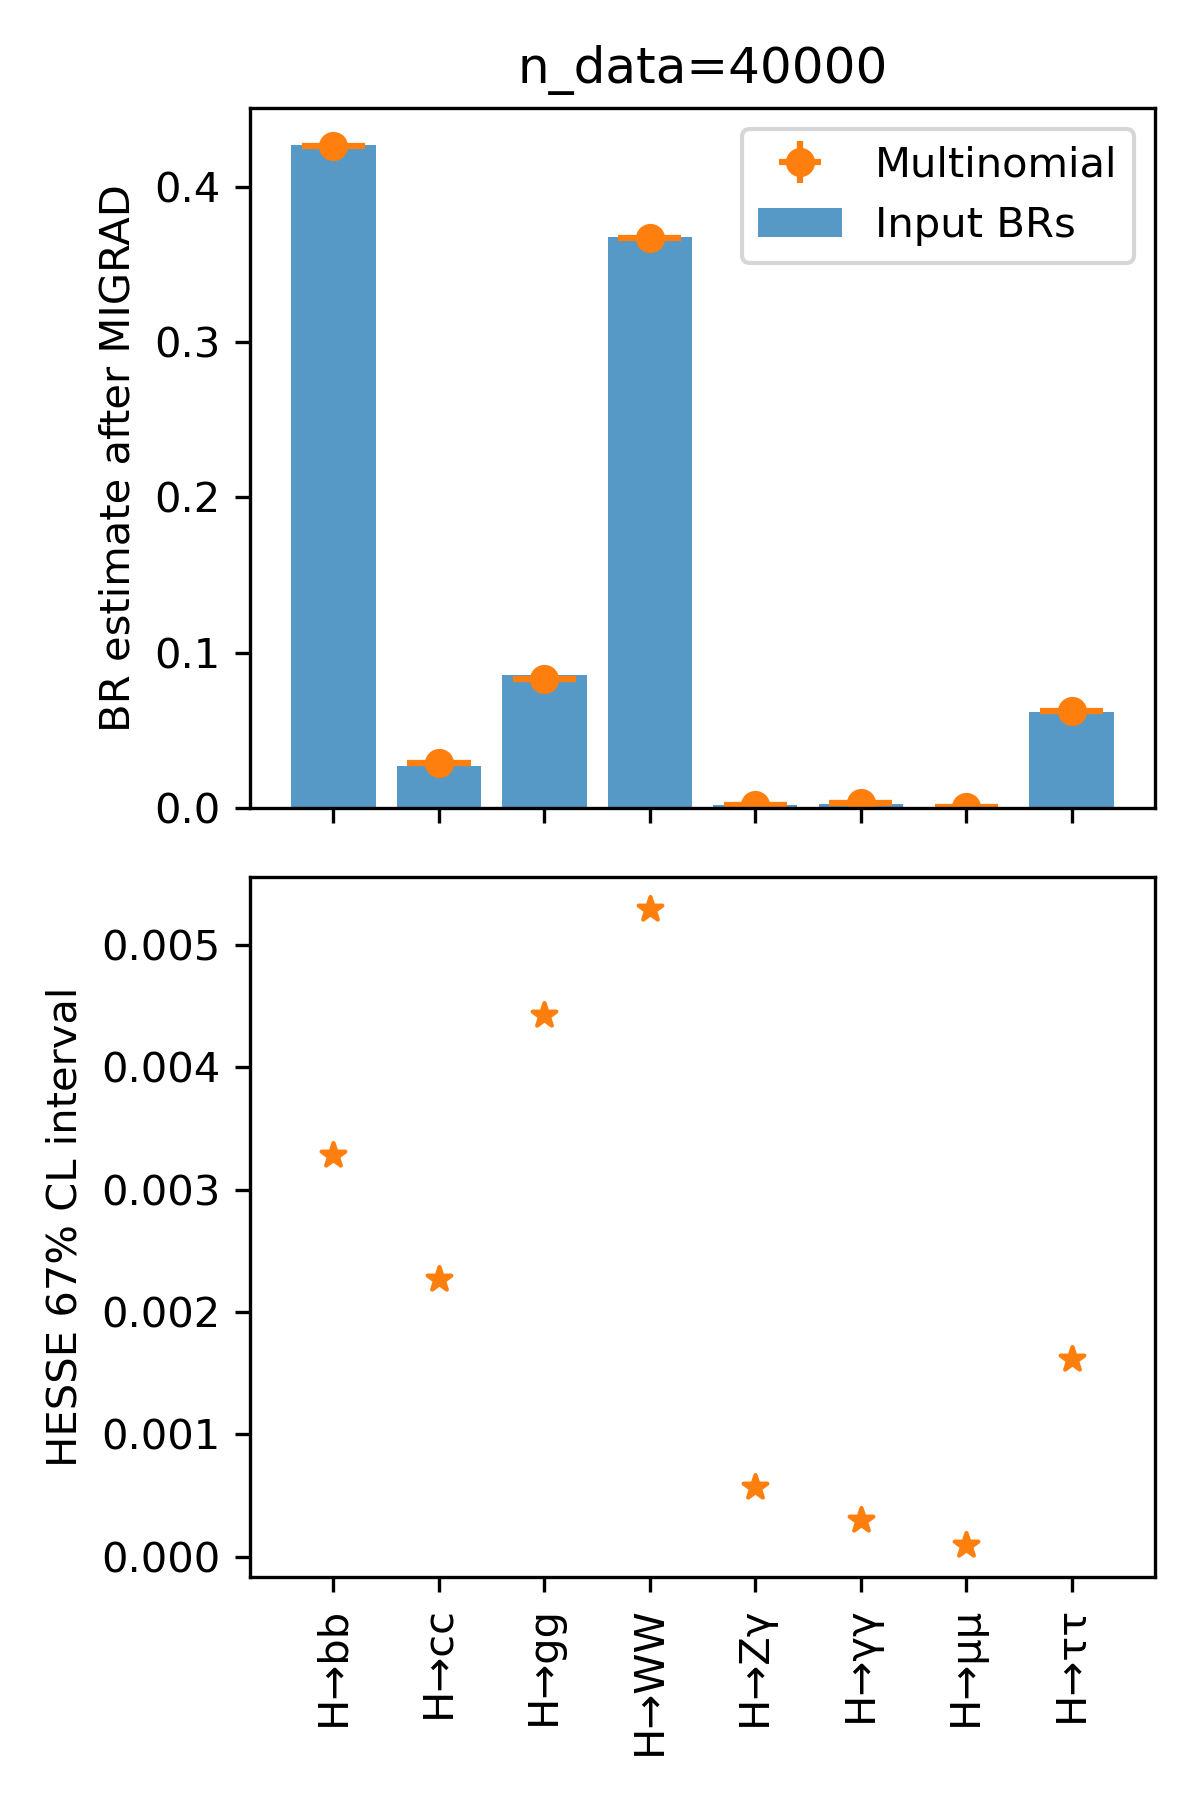 n_data=40000
BR estimate after MIGRAD
0.4
0.3
0.2
0.1
0.0
Multinomial
Input BRs
HESSE 67% CL interval
0.005
0.004
0.003
0.002
0.001
0.000
H→bb
H→cc
H→gg
H→WW
H→Zγ
H→γγ
H→μμ
H→ττ